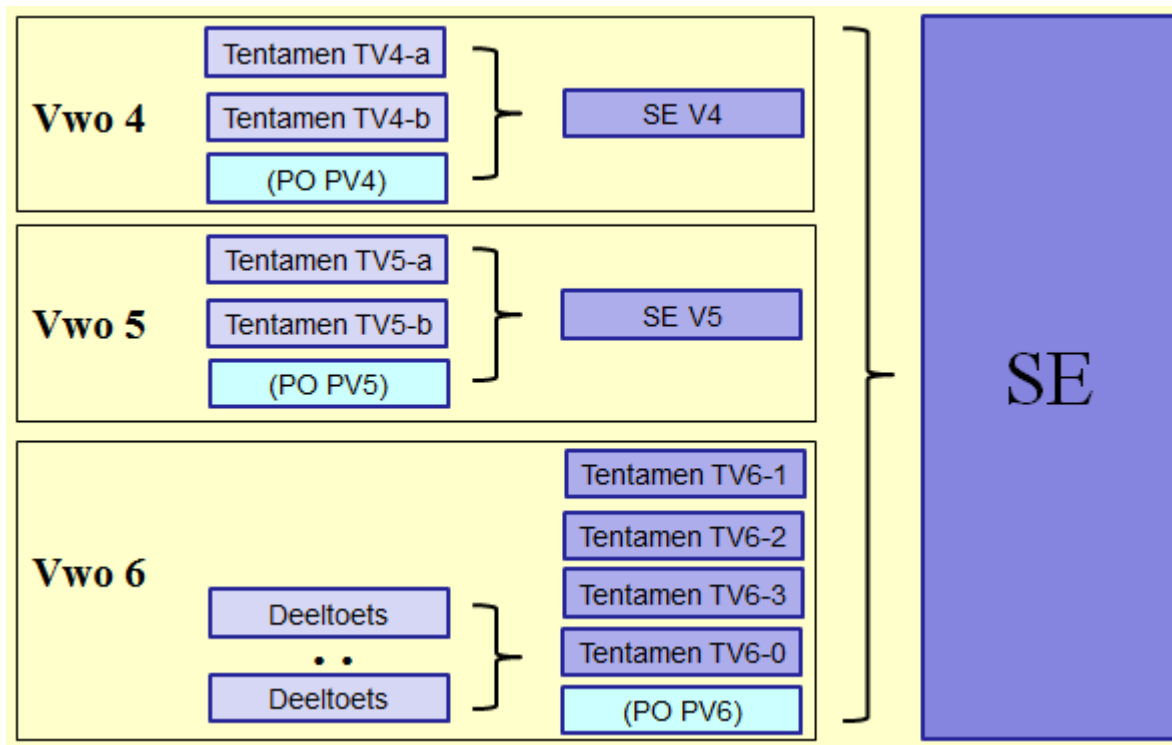 Vwo 4
Tentamen TV4-a
Tentamen TV4-b
(PO PV4)
SE V4
Vwo 5
Tentamen TV5-a
Tentamen TV5-b
(PO PV5)
SE V5
Vwo 6
Deeltoets
. .
Deeltoets
Tentamen TV6-1
Tentamen TV6-2
Tentamen TV6-3
Tentamen TV6-0
(PO PV6)
SE